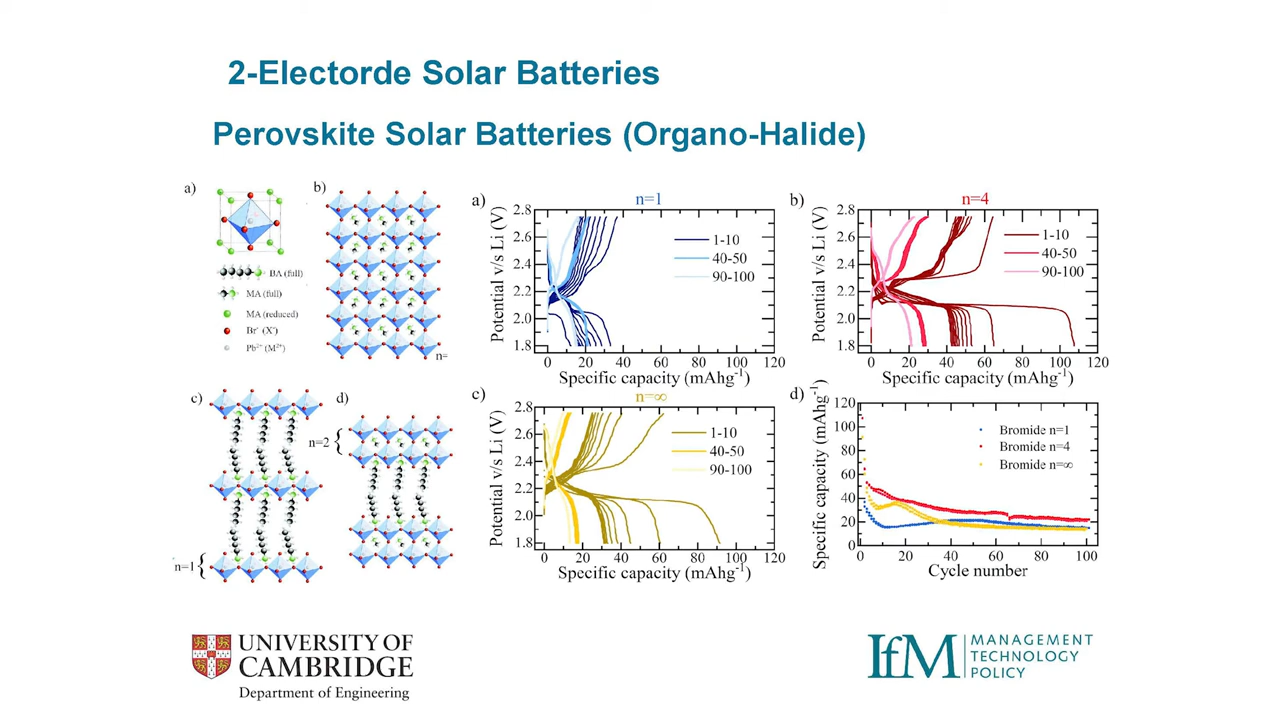 2-Electorde Solar Batteries
Perovskite Solar Batteries (Organo-Halide)
a)
BA (full)
MA (full)
MA (reduced)
Br⁻ (X⁻)
Pb²⁺ (M²⁺)
b)
n=
c)
n=1
d)
n=2
a)
n=1
Potential v/s Li (V)
2.8
2.6
2.4
2.2
2.0
1.8
1-10
40-50
90-100
0 20 40 60 80 100 120
Specific capacity (mAhg⁻¹)
b)
n=4
Potential v/s Li (V)
2.8
2.6
2.4
2.2
2.0
1.8
1-10
40-50
90-100
0 20 40 60 80 100 120
Specific capacity (mAhg⁻¹)
c)
n=∞
Potential v/s Li (V)
2.8
2.6
2.4
2.2
2.0
1.8
1-10
40-50
90-100
0 20 40 60 80 100 120
Specific capacity (mAhg⁻¹)
d)
Specific capacity (mAhg⁻¹)
120
100
80
60
40
20
0
Bromide n=1
Bromide n=4
Bromide n=∞
0 20 40 60 80 100
Cycle number
UNIVERSITY OF
CAMBRIDGE
Department of Engineering
IfM
MANAGEMENT
TECHNOLOGY
POLICY